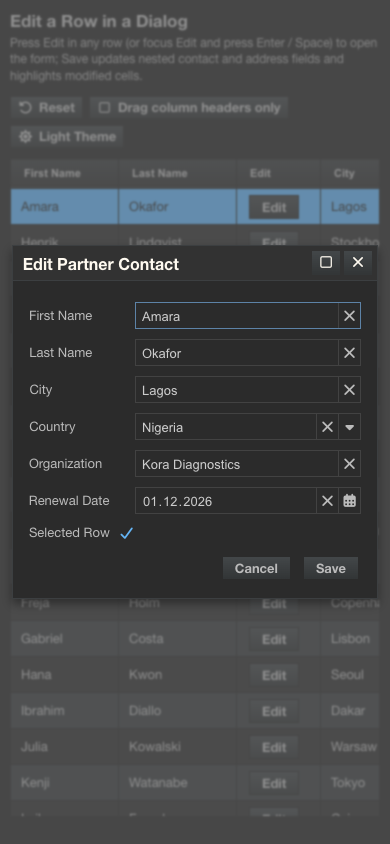 Edit a Row in a Dialog
Press Edit in any row (or focus Edit and press Enter / Space) to open
the form; Save updates nested contact and address fields and
highlights modified cells.
Reset
Drag column headers only
Light Theme
First Name Last Name Edit City
Amara Okafor Edit Lagos
Henrik Lindqvist Edit Stockho
Edit Partner Contact
First Name Amara
Last Name Okafor
City Lagos
Country Nigeria
Organization Kora Diagnostics
Renewal Date 01.12.2026
Selected Row
Cancel Save
Freja Holm Edit Copenha
Gabriel Costa Edit Lisbon
Hana Kwon Edit Seoul
Ibrahim Diallo Edit Dakar
Julia Kowalski Edit Warsaw
Kenji Watanabe Edit Tokyo